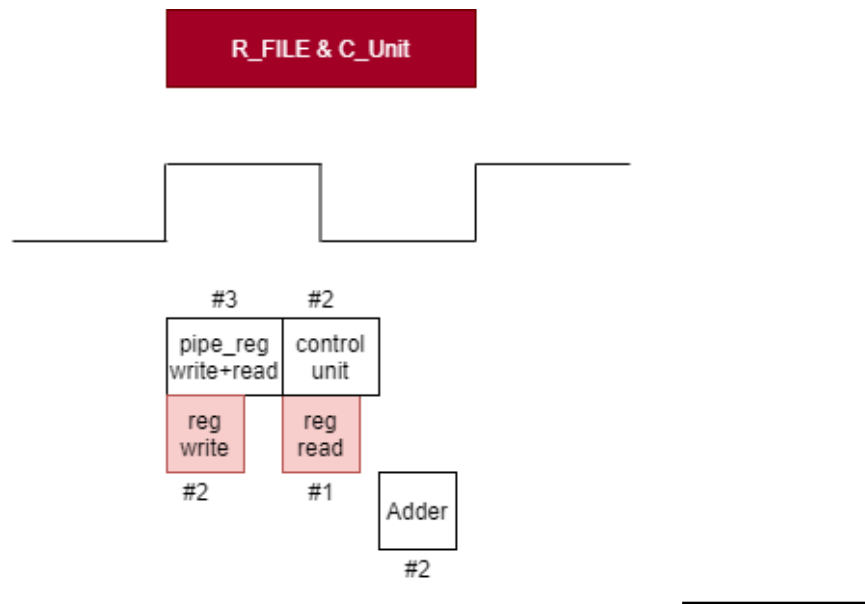 R_FILE & C_Unit
#3
#2
pipe_reg
write+read
control
unit
reg
write
reg
read
#2
#1
Adder
#2